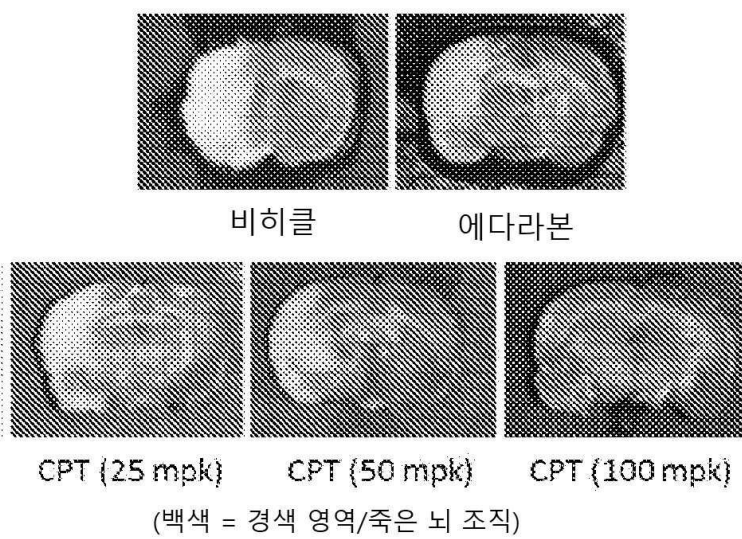 비히클
에다라본
CPT (25 mpk)
CPT (50 mpk)
CPT (100 mpk)
(백색 = 경색 영역/죽은 뇌 조직)